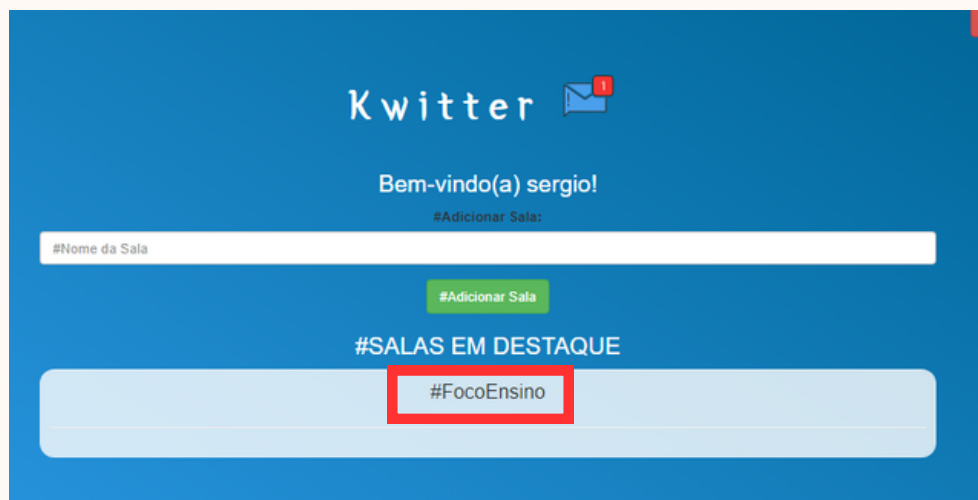 Kwitter 1
Bem-vindo(a) sergio!
#Adicionar Sala:
#Nome da Sala
#Adicionar Sala
#SALAS EM DESTAQUE
#FocoEnsino